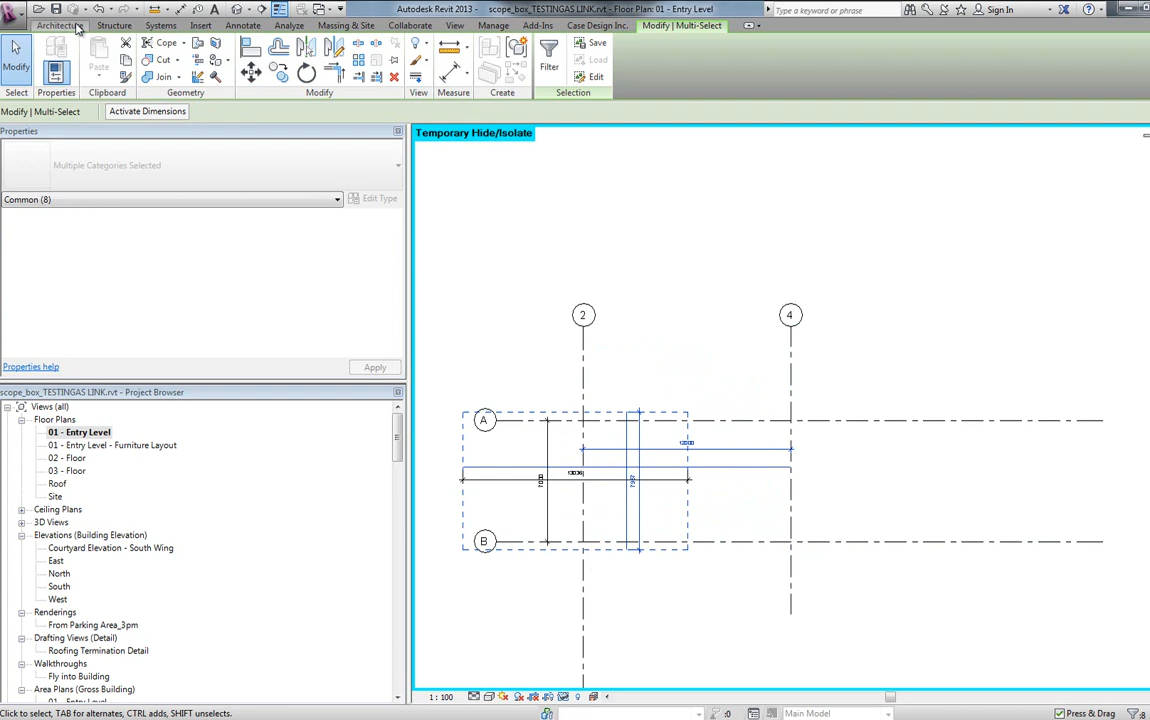 Autodesk Revit 2013 - scope_box_TESTINGAS LINK.rvt - Floor Plan: 01 - Entry Level
Type a keyword or phrase
Sign In
Architecture Structure Systems Insert Annotate Analyze Massing & Site Collaborate View Manage Add-Ins Case Design Inc. Modify | Multi-Select
Modify Paste Cope Cut Join Filter Save Load Edit
Select Properties Clipboard Geometry Modify View Measure Create Selection
Modify | Multi-Select Activate Dimensions
Properties
Multiple Categories Selected
Common (8) Edit Type
Properties help Apply
scope_box_TESTINGAS LINK.rvt - Project Browser
Views (all)
Floor Plans
01 - Entry Level
01 - Entry Level - Furniture Layout
02 - Floor
03 - Floor
Roof
Site
Ceiling Plans
3D Views
Elevations (Building Elevation)
Courtyard Elevation - South Wing
East
North
South
West
Renderings
From Parking Area_3pm
Drafting Views (Detail)
Roofing Termination Detail
Walkthroughs
Fly into Building
Area Plans (Gross Building)
01 - Entry Level
Temporary Hide/Isolate
2 4
A
B
7000
1 : 100
Click to select, TAB for alternates, CTRL adds, SHIFT unselects.
:0
Main Model
Press & Drag
:8